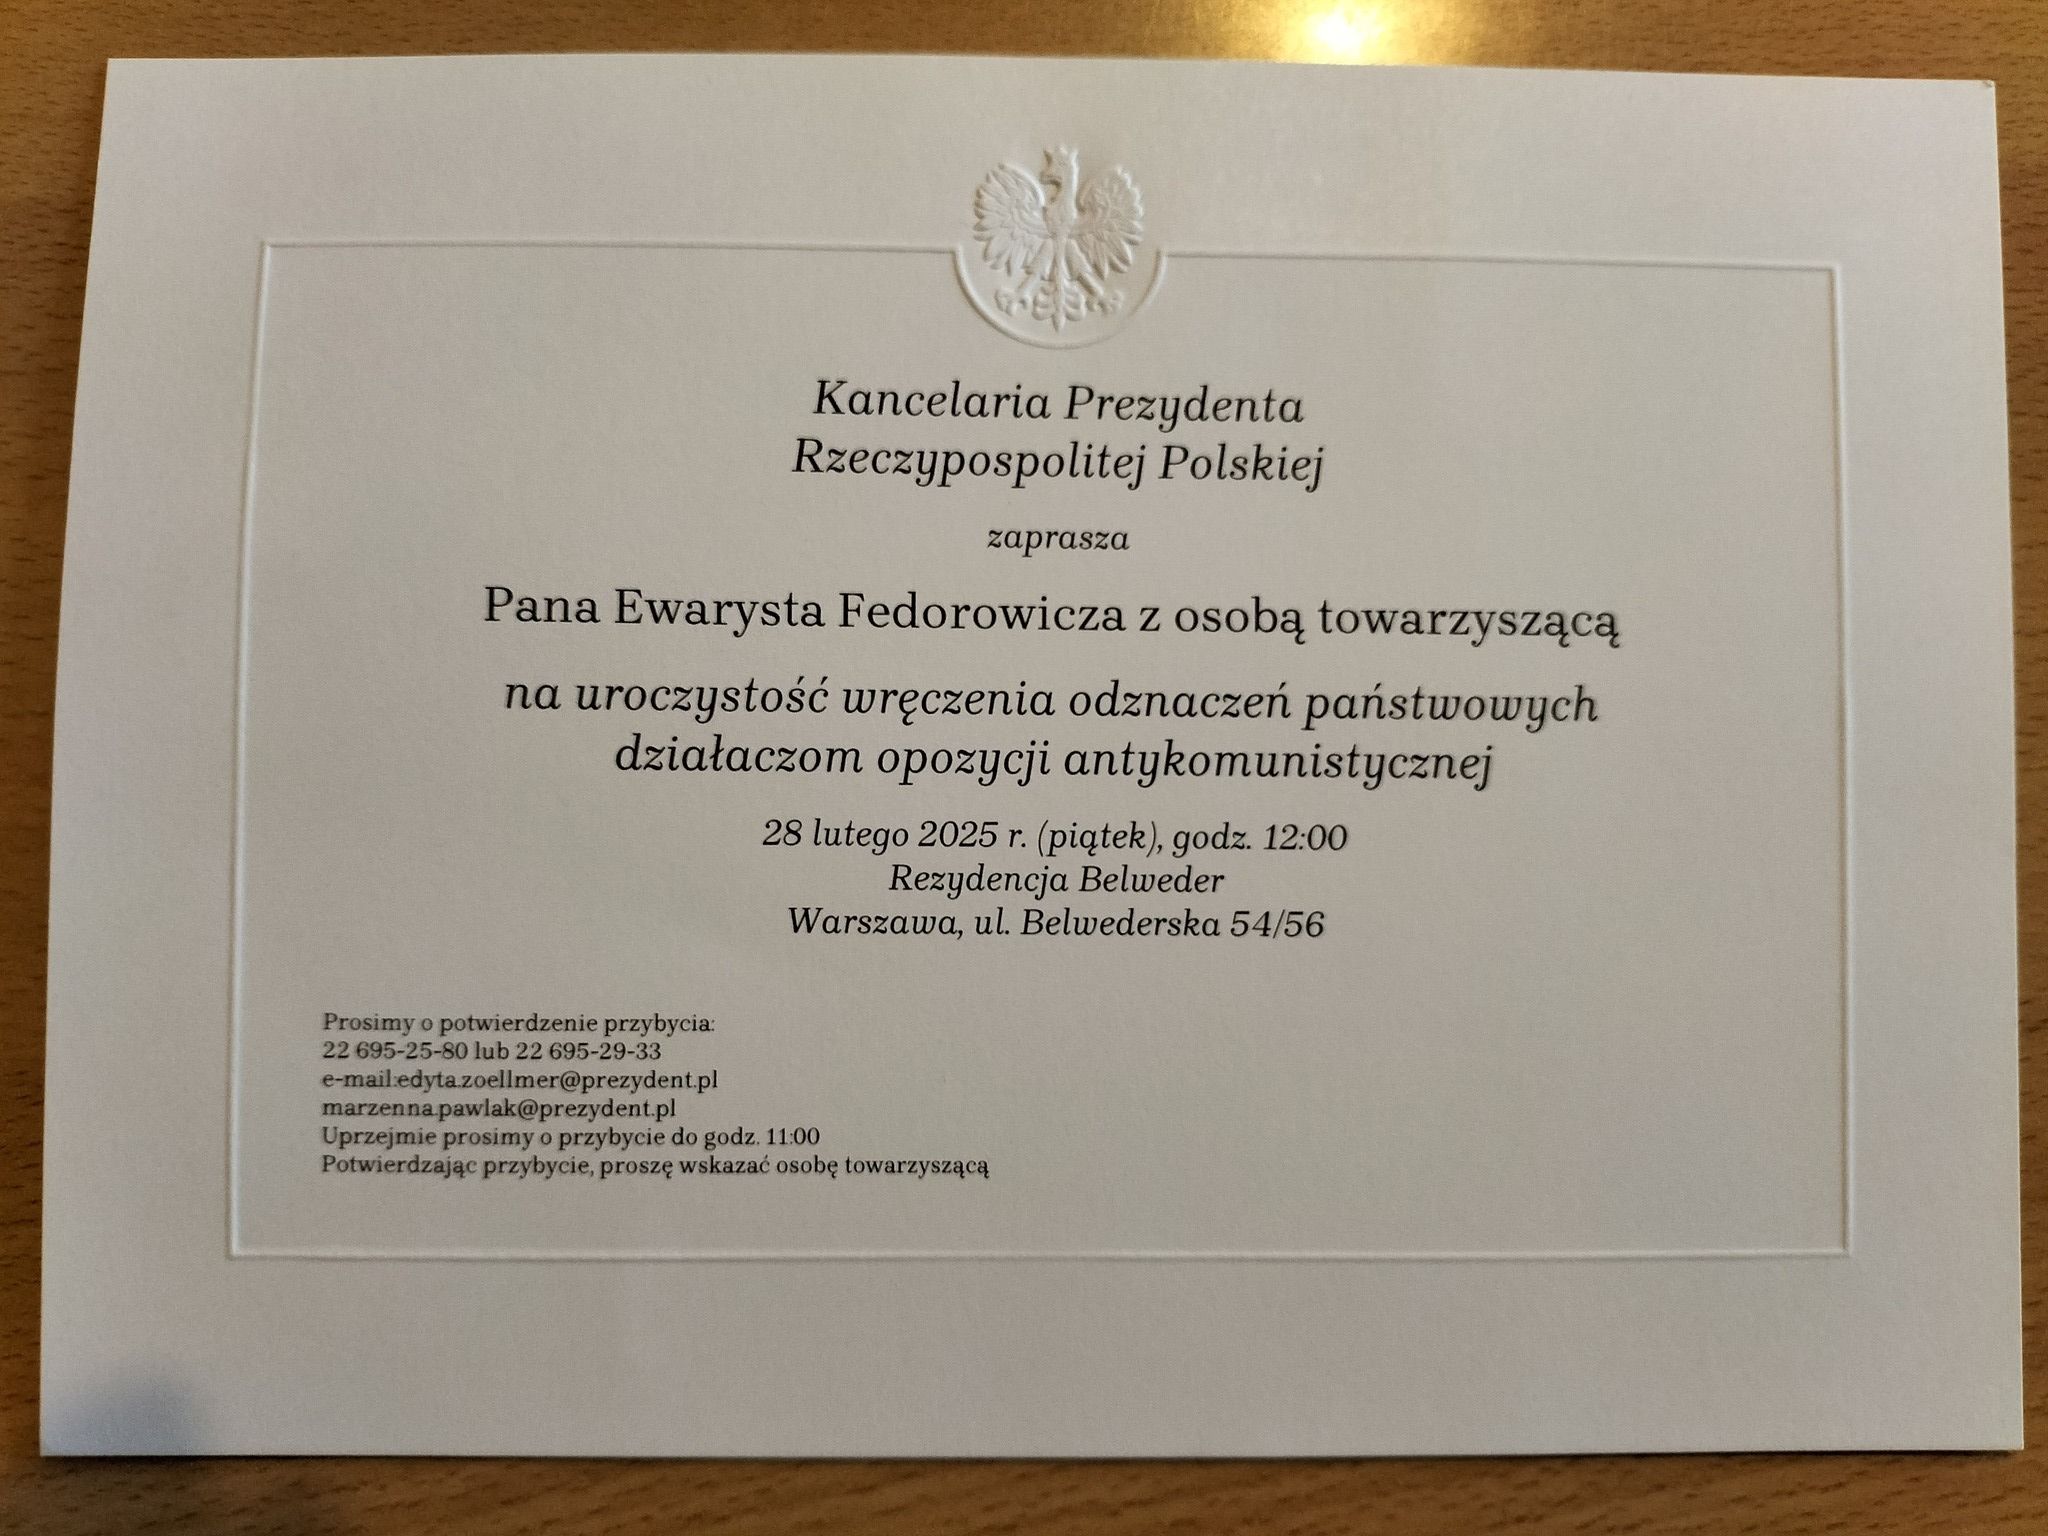 Kancelaria Prezydenta
Rzeczypospolitej Polskiej
zaprasza
Pana Ewarysta Fedorowicza z osobą towarzyszącą
na uroczystość wręczenia odznaczeń państwowych
działaczom opozycji antykomunistycznej
28 lutego 2025 r. (piątek), godz. 12:00
Rezydencja Belweder
Warszawa, ul. Belwederska 54/56
Prosimy o potwierdzenie przybycia:
22 695-25-80 lub 22 695-29-33
e-mail:edyta.zoellmer@prezydent.pl
marzenna.pawlak@prezydent.pl
Uprzejmie prosimy o przybycie do godz. 11:00
Potwierdzając przybycie, proszę wskazać osobę towarzyszącą